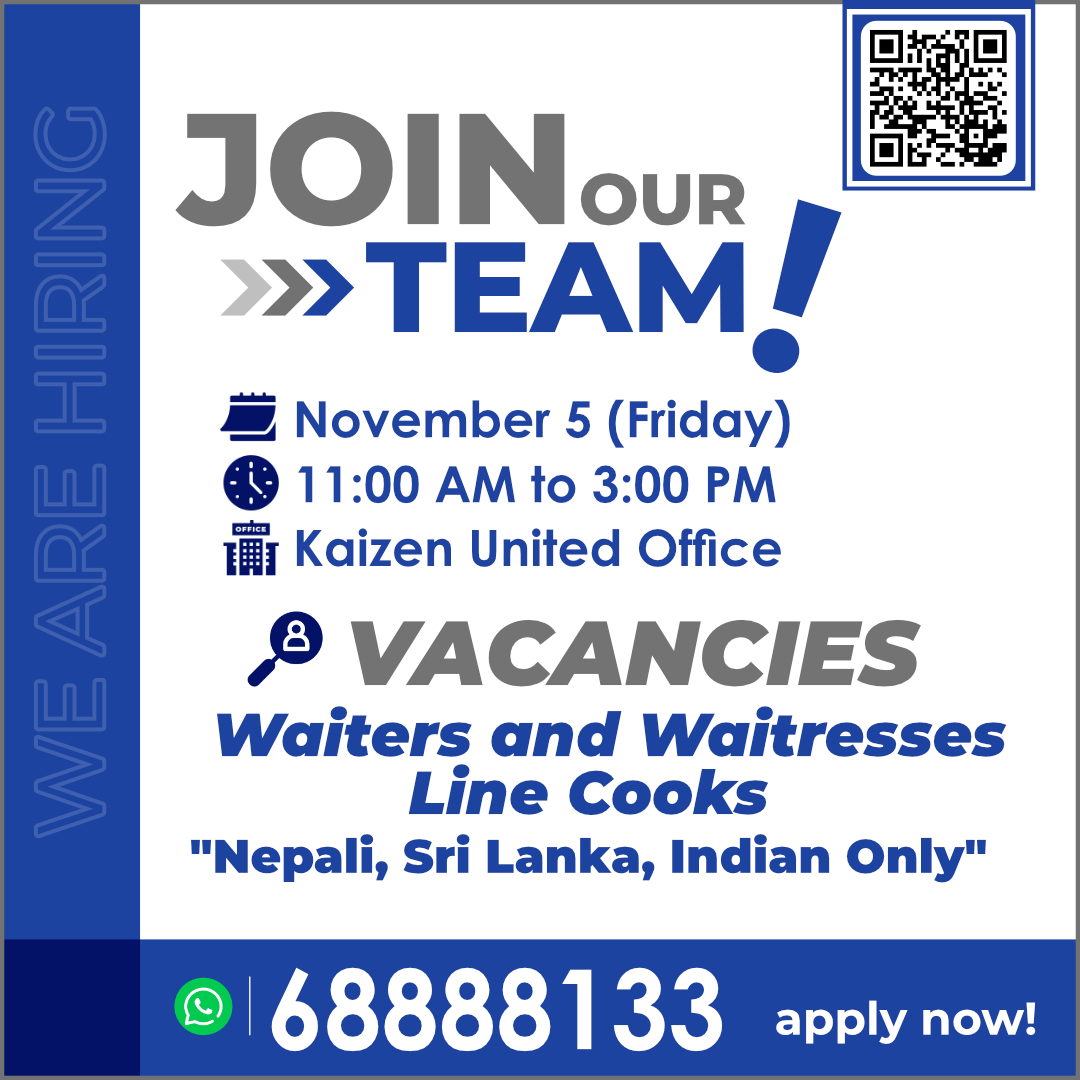 WE ARE HIRING
JOIN OUR
TEAM!
November 5 (Friday)
11:00 AM to 3:00 PM
OFFICE
Kaizen United Office
VACANCIES
Waiters and Waitresses
Line Cooks
"Nepali, Sri Lanka, Indian Only"
68888133 apply now!